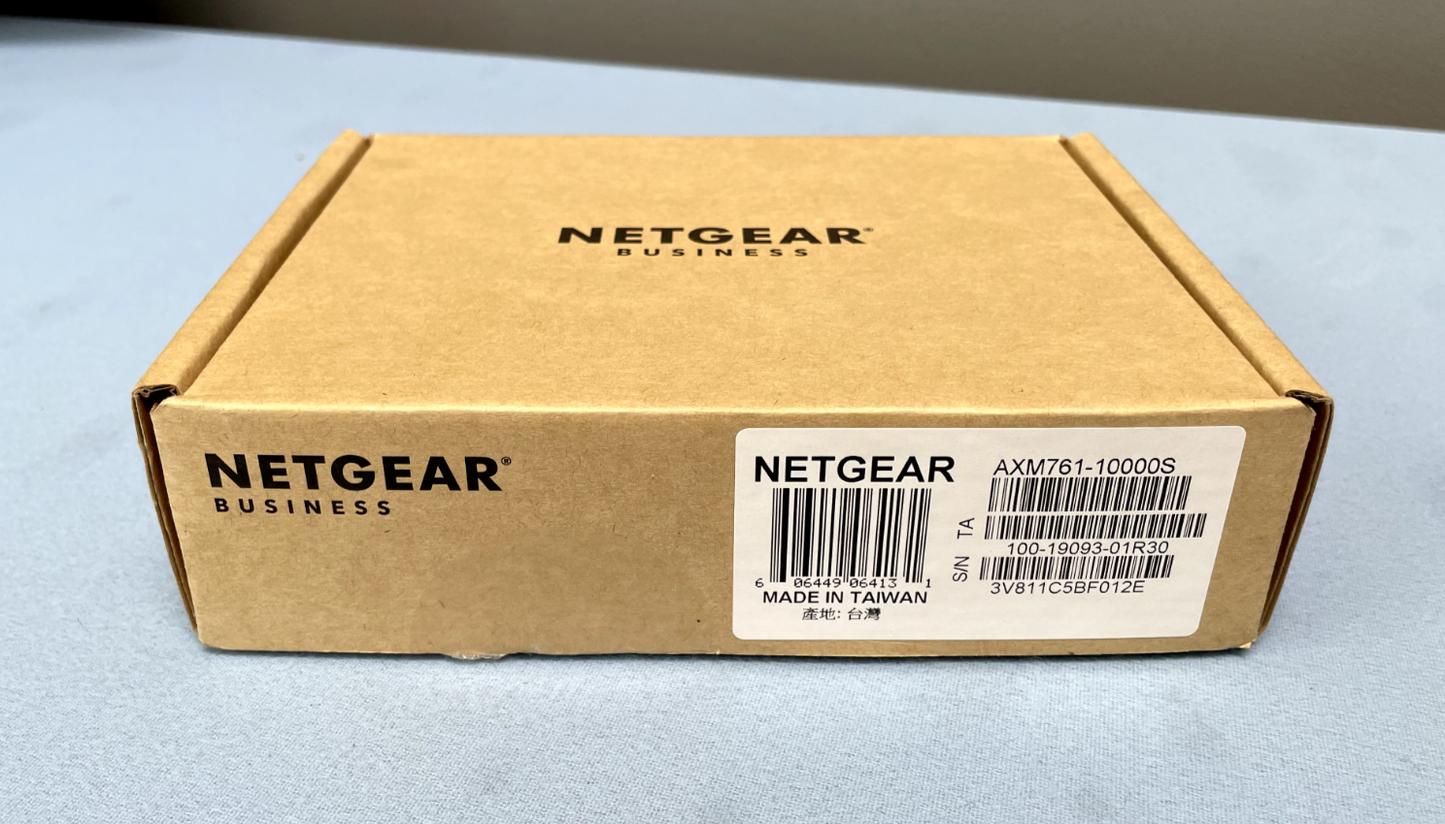 NETGEAR®
BUSINESS
NETGEAR®
BUSINESS
NETGEAR
6 06449 06413 1
MADE IN TAIWAN
產地: 台灣
AXM761-10000S
TA
100-19093-01R30
S/N
3V811C5BF012E